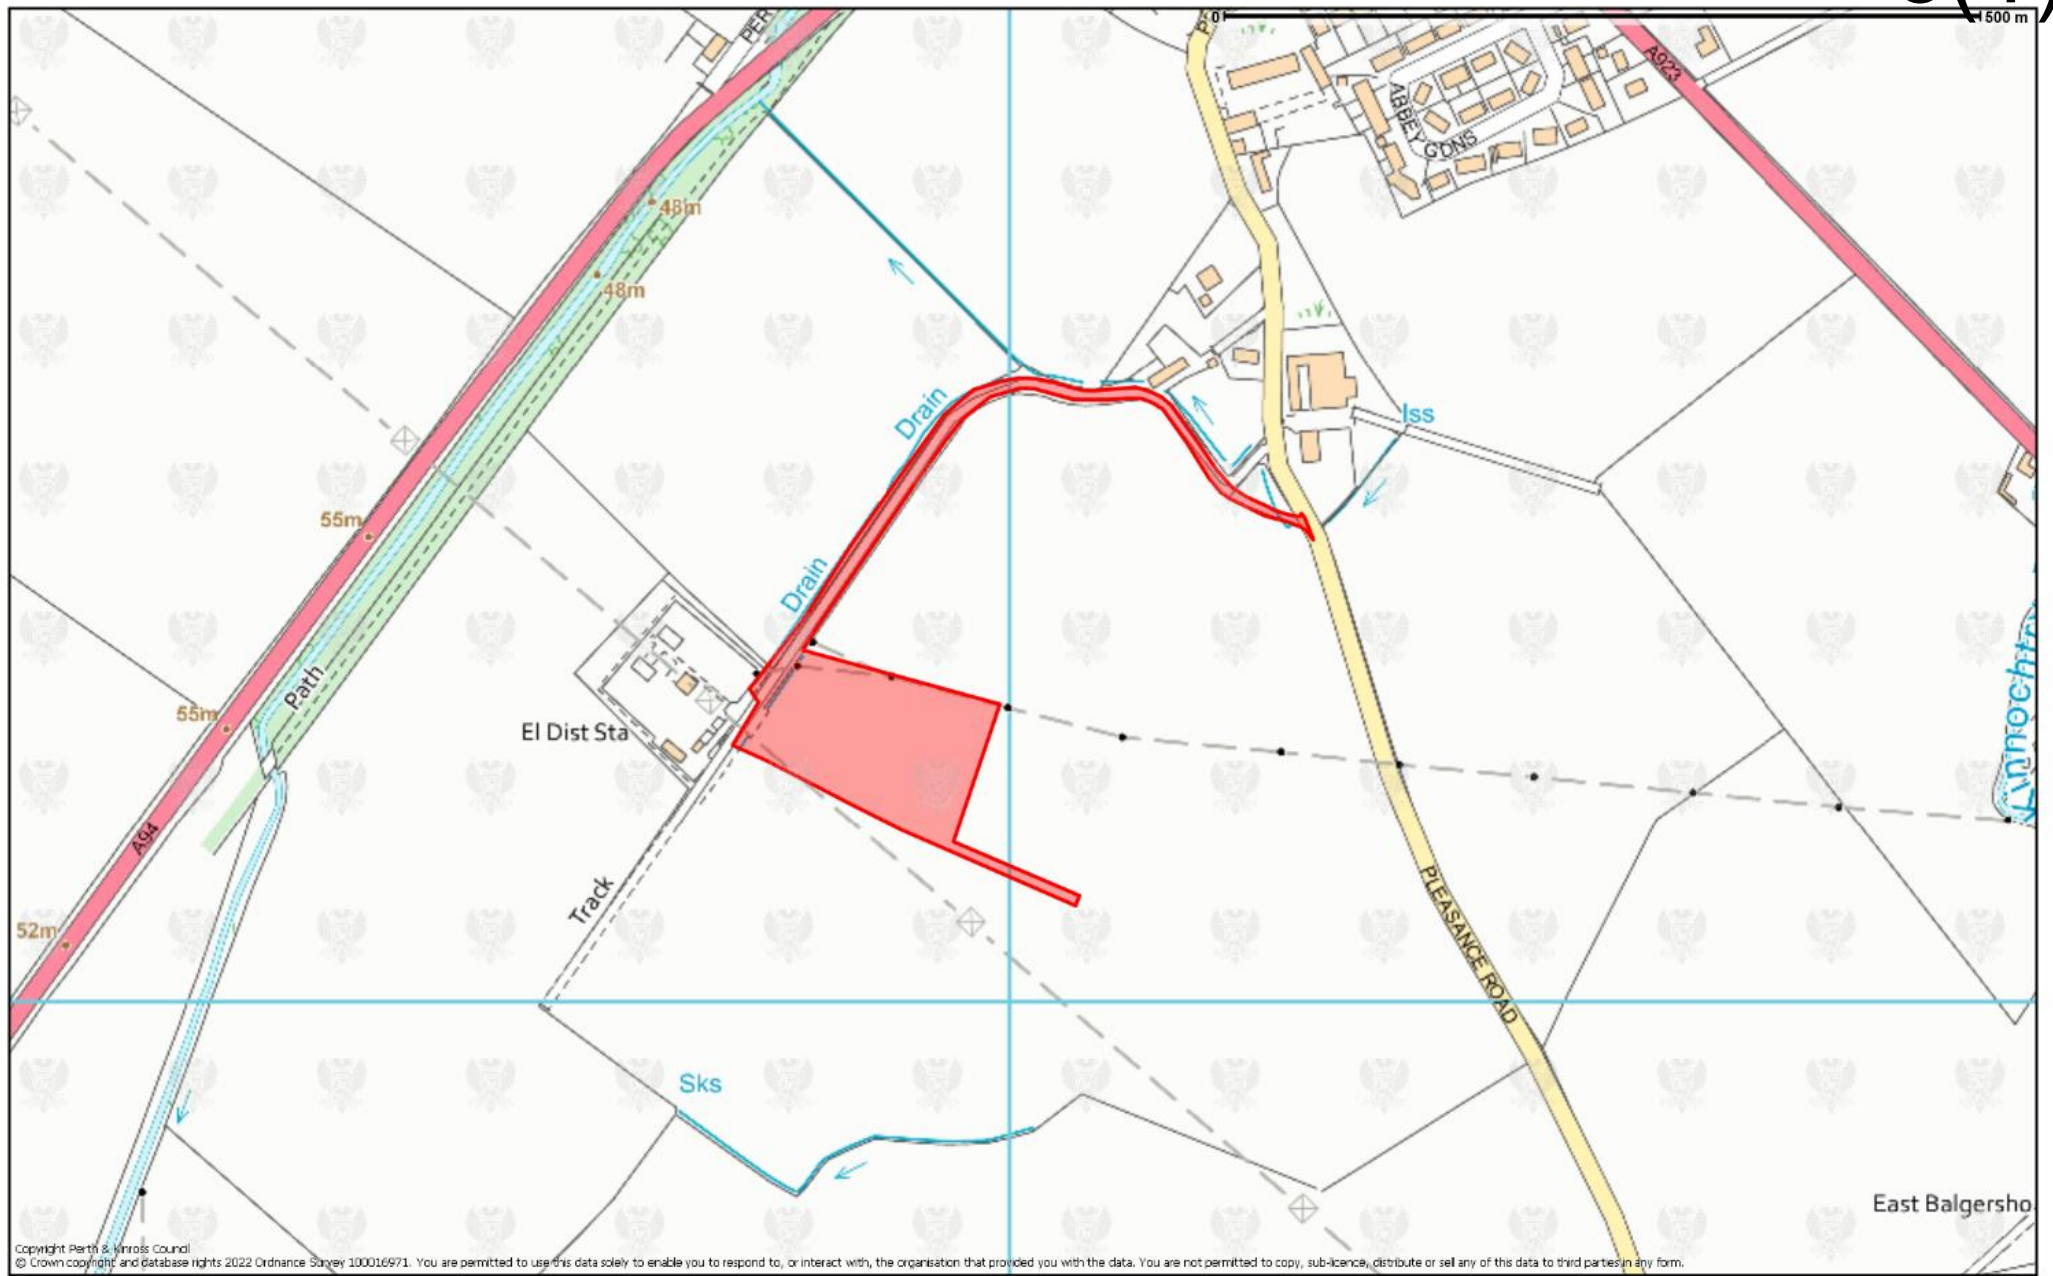 0
500 m
A923
ABBEY
GDNS
48m
48m
Iss
Drain
55m
Drain
Path
55m
El Dist Sta
A94
Track
52m
PLEASANCE ROAD
Sks
East Balgersho
Copyright Perth & Kinross Council
© Crown copyright and database rights 2022 Ordnance Survey 100016971. You are permitted to use this data solely to enable you to respond to, or interact with, the organisation that provided you with the data. You are not permitted to copy, sub-licence, distribute or sell any of this data to third parties in any form.